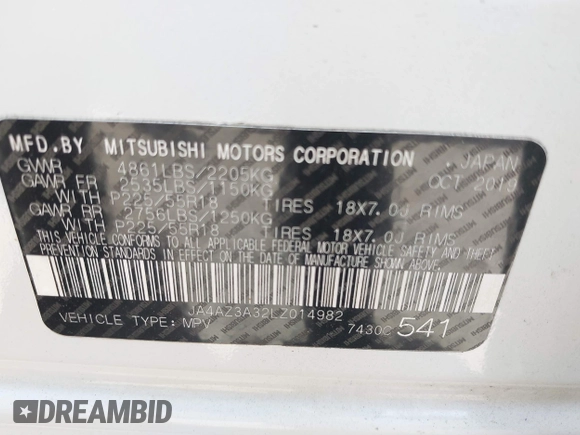 MFD.BY MITSUBISHI MOTORS CORPORATION
GVWR 4861LBS/2205KG JAPAN
GAWR FR 2535LBS/1150KG OCT 2019
WITH P225/55R18 TIRES 18X7.0J RIMS
GAWR RR 2756LBS/1250KG
WITH P225/55R18 TIRES 18X7.0J RIMS
THIS VEHICLE CONFORMS TO ALL APPLICABLE FEDERAL MOTOR VEHICLE SAFETY AND THEFT
PREVENTION STANDARDS IN EFFECT ON THE DATE OF MANUFACTURE SHOWN ABOVE.
JA4AZ3A32LZ014982
VEHICLE TYPE: MPV 7430C 541
DREAMBID